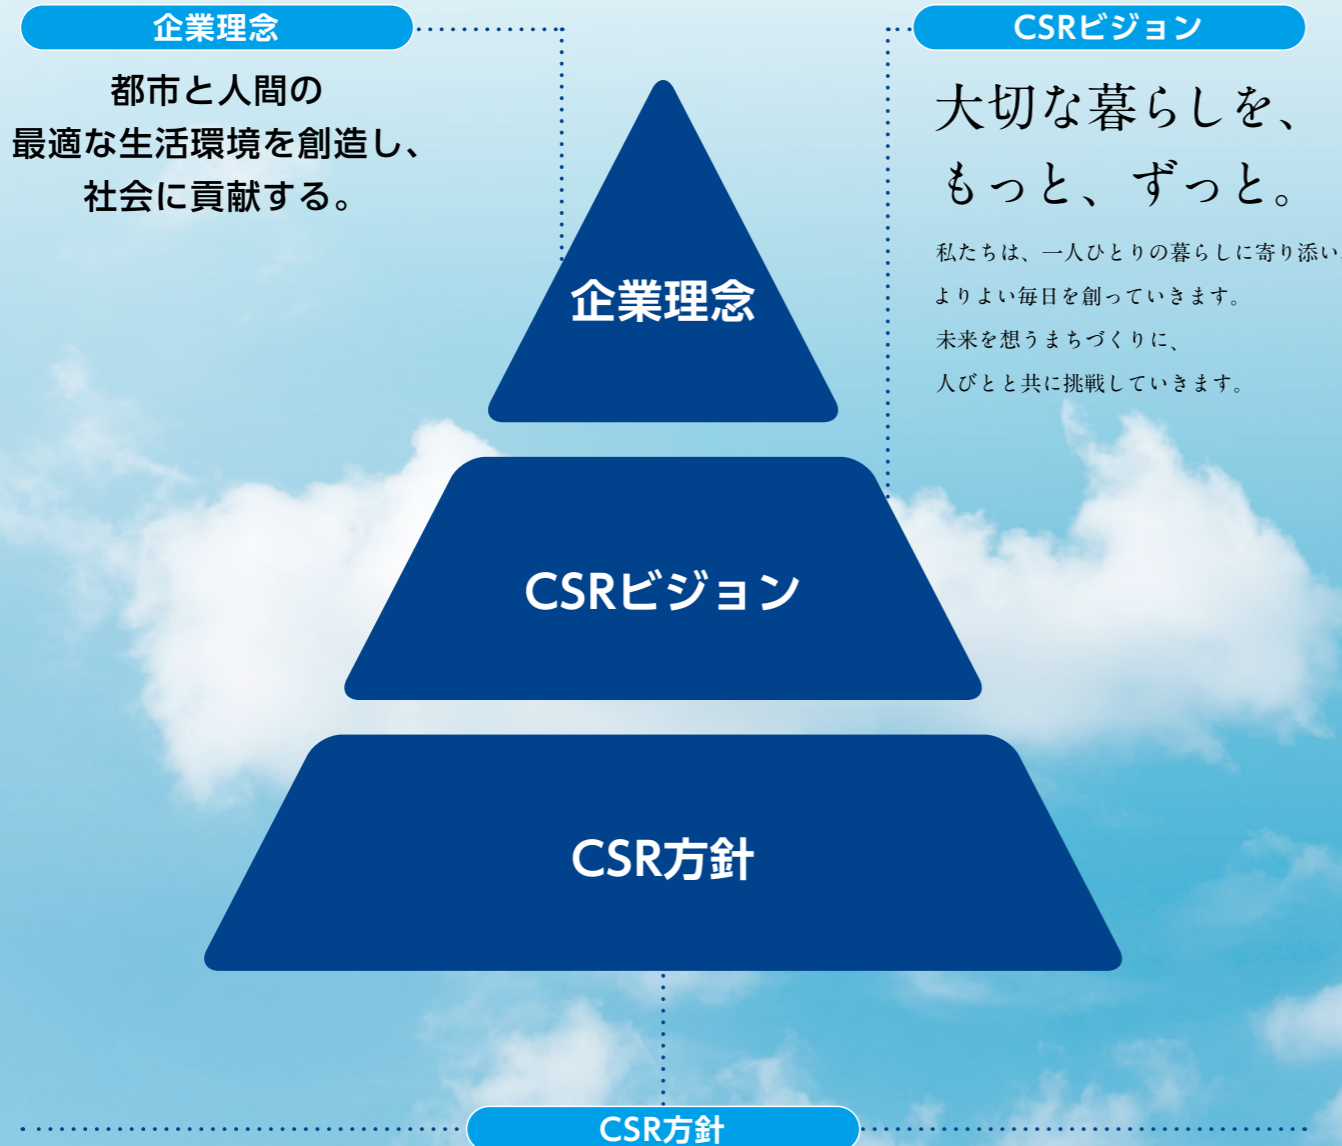 企業理念
都市と人間の
最適な生活環境を創造し、
社会に貢献する。
CSRビジョン
大切な暮らしを、
もっと、ずっと。
私たちは、一人ひとりの暮らしに寄り添い、
よりよい毎日を創っていきます。
未来を想うまちづくりに、
人びとと共に挑戦していきます。
企業理念
CSRビジョン
CSR方針
CSR方針